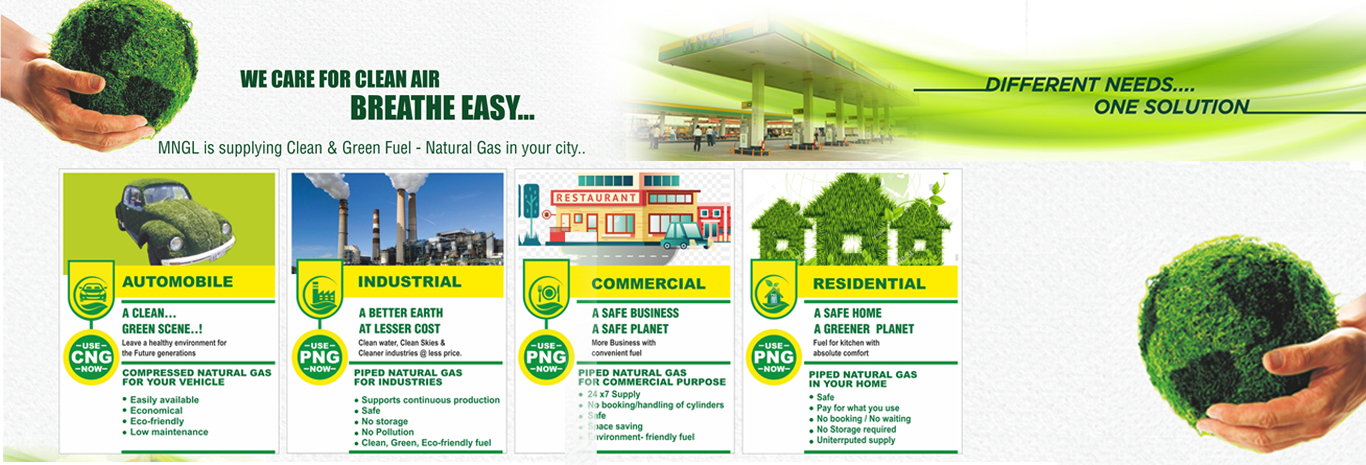 WE CARE FOR CLEAN AIR
BREATHE EASY...
MNGL is supplying Clean & Green Fuel - Natural Gas in your city..
MNGL
DIFFERENT NEEDS....
ONE SOLUTION
AUTOMOBILE
A CLEAN...
GREEN SCENE..!
Leave a healthy environment for
the Future generations
USE
CNG
NOW
COMPRESSED NATURAL GAS
FOR YOUR VEHICLE
• Easily available
• Economical
• Eco-friendly
• Low maintenance
INDUSTRIAL
A BETTER EARTH
AT LESSER COST
Clean water, Clean Skies &
Cleaner industries @ less price.
USE
PNG
NOW
PIPED NATURAL GAS
FOR INDUSTRIES
• Supports continuous production
• Safe
• No storage
• No Pollution
• Clean, Green, Eco-friendly fuel
RESTAURANT
COMMERCIAL
A SAFE BUSINESS
A SAFE PLANET
More Business with
convenient fuel
USE
PNG
NOW
PIPED NATURAL GAS
FOR COMMERCIAL PURPOSE
• 24 x7 Supply
• No booking/handling of cylinders
• Safe
• Space saving
• Environment- friendly fuel
RESIDENTIAL
A SAFE HOME
A GREENER PLANET
Fuel for kitchen with
absolute comfort
USE
PNG
NOW
PIPED NATURAL GAS
IN YOUR HOME
• Safe
• Pay for what you use
• No booking / No waiting
• No Storage required
• Uniterrputed supply